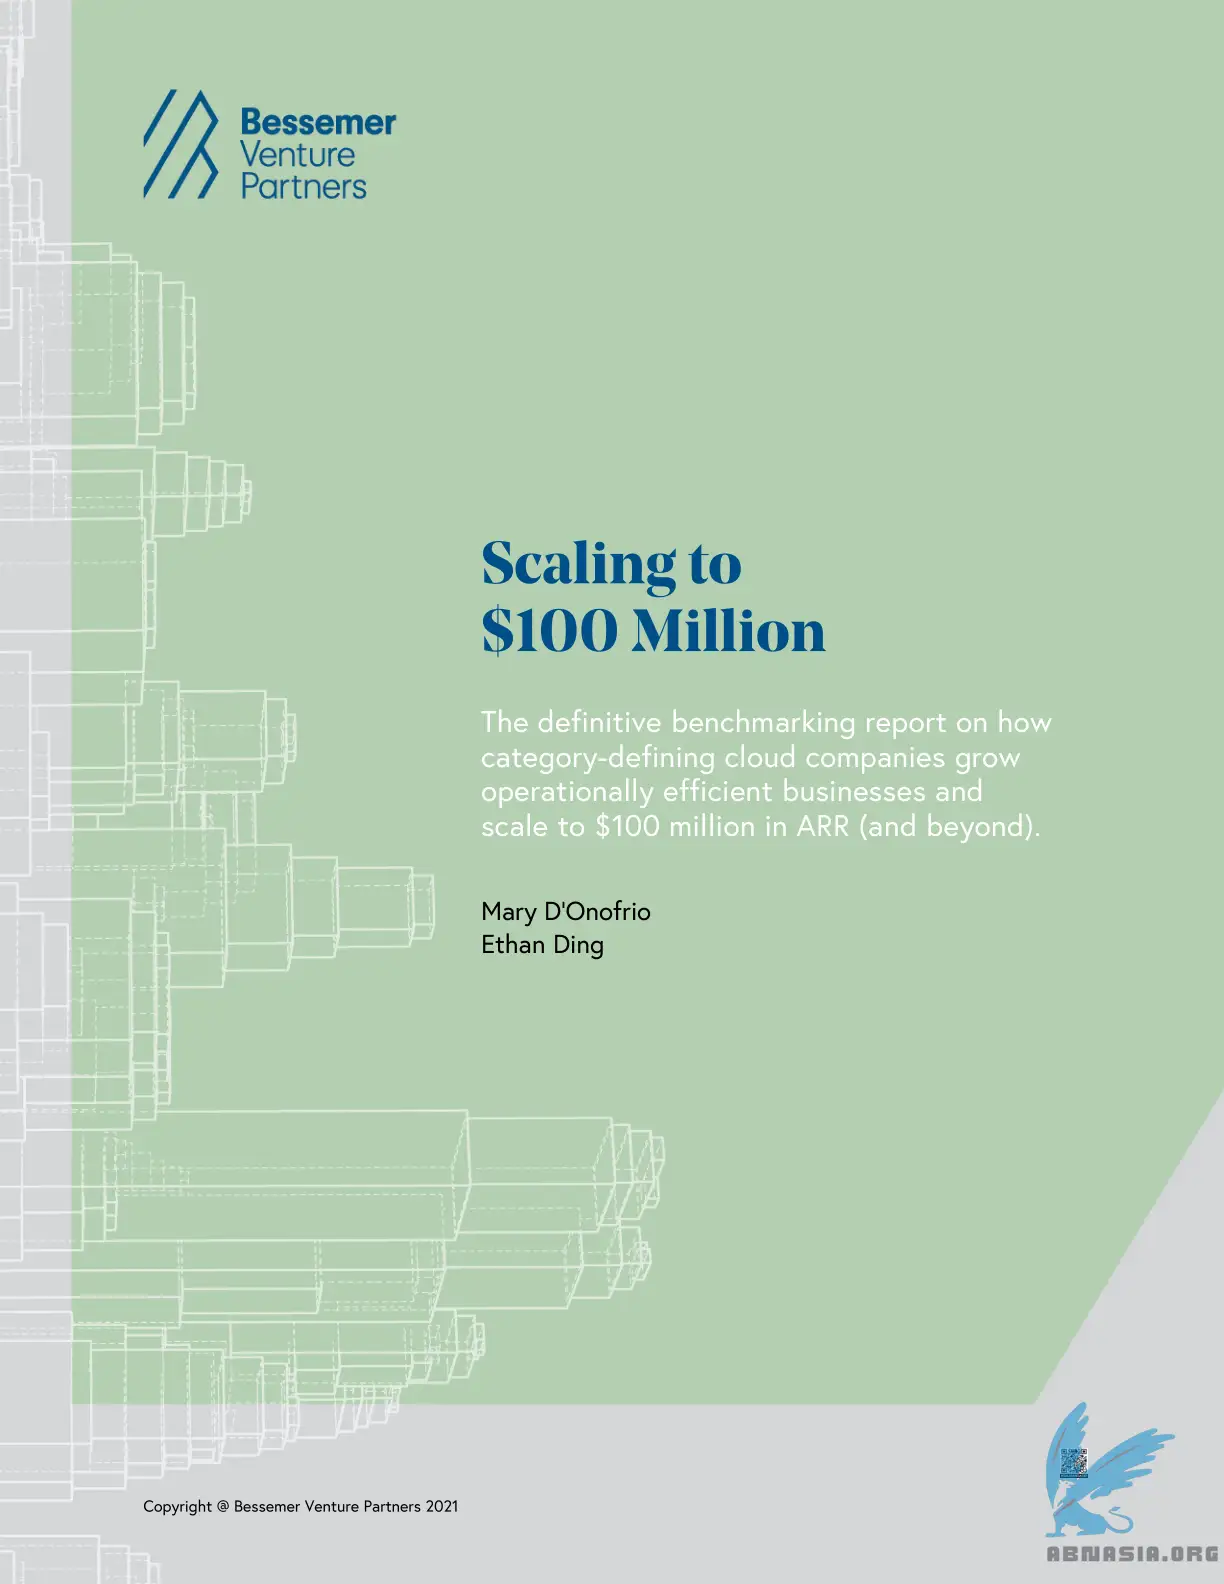 Bessemer
Venture
Partners
Scaling to
$100 Million
The definitive benchmarking report on how
category-defining cloud companies grow
operationally efficient businesses and
scale to $100 million in ARR (and beyond).
Mary D'Onofrio
Ethan Ding
Copyright @ Bessemer Venture Partners 2021
ABNASIA.ORG